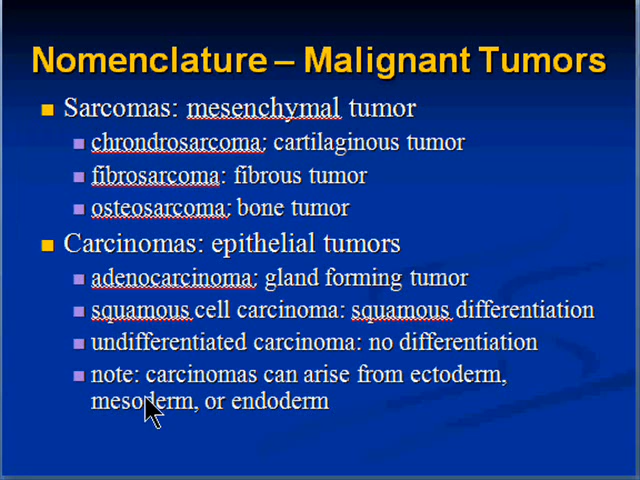 Nomenclature – Malignant Tumors
Sarcomas: mesenchymal tumor
chrondrosarcoma: cartilaginous tumor
fibrosarcoma: fibrous tumor
osteosarcoma: bone tumor
Carcinomas: epithelial tumors
adenocarcinoma: gland forming tumor
squamous cell carcinoma: squamous differentiation
undifferentiated carcinoma: no differentiation
note: carcinomas can arise from ectoderm,
mesoderm, or endoderm